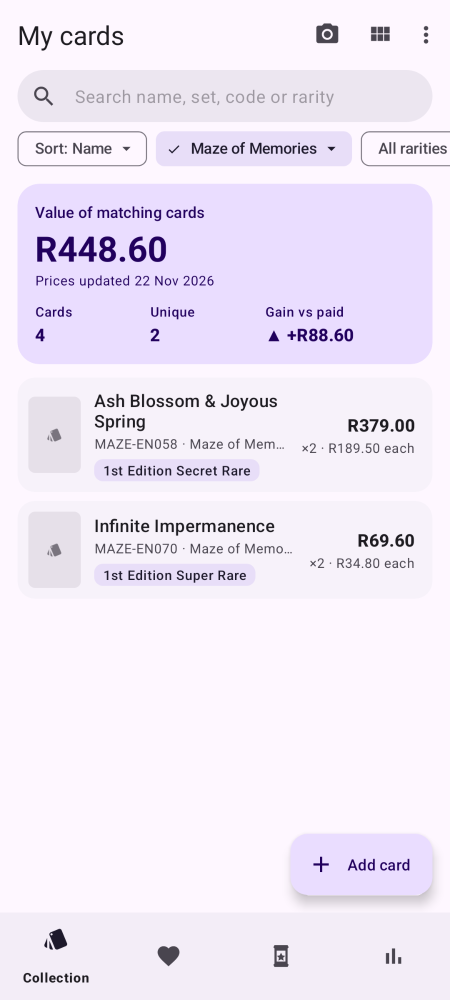 My cards
Search name, set, code or rarity
Sort: Name
Maze of Memories
All rarities
Value of matching cards
R448.60
Prices updated 22 Nov 2026
Cards
Unique
Gain vs paid
4
2
▲ +R88.60
Ash Blossom & Joyous
Spring
R379.00
MAZE-EN058 · Maze of Mem…
×2 · R189.50 each
1st Edition Secret Rare
Infinite Impermanence
R69.60
MAZE-EN070 · Maze of Memo…
×2 · R34.80 each
1st Edition Super Rare
Add card
Collection